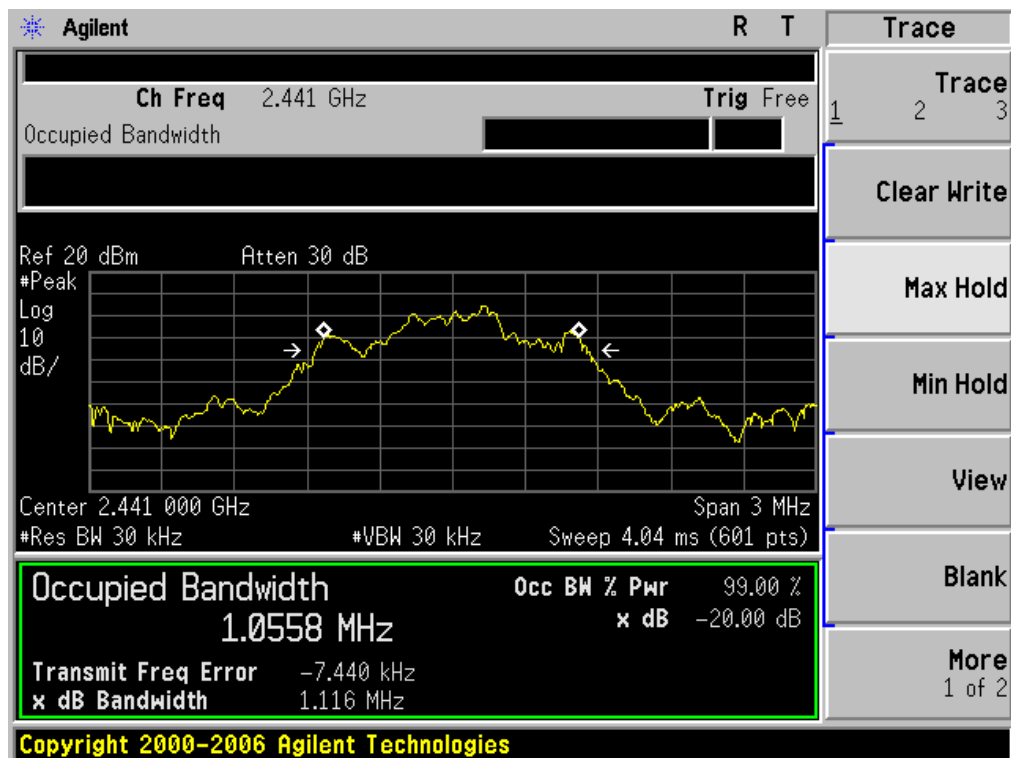 Agilent R T Trace
Ch Freq 2.441 GHz Trig Free
Occupied Bandwidth
Trace
1 2 3
Clear Write
Max Hold
Min Hold
View
Blank
More
1 of 2
Ref 20 dBm Atten 30 dB
#Peak
Log
10
dB/
Center 2.441 000 GHz Span 3 MHz
#Res BW 30 kHz #VBW 30 kHz Sweep 4.04 ms (601 pts)
Occupied Bandwidth
1.0558 MHz
Occ BW % Pwr 99.00 %
x dB -20.00 dB
Transmit Freq Error -7.440 kHz
x dB Bandwidth 1.116 MHz
Copyright 2000-2006 Agilent Technologies